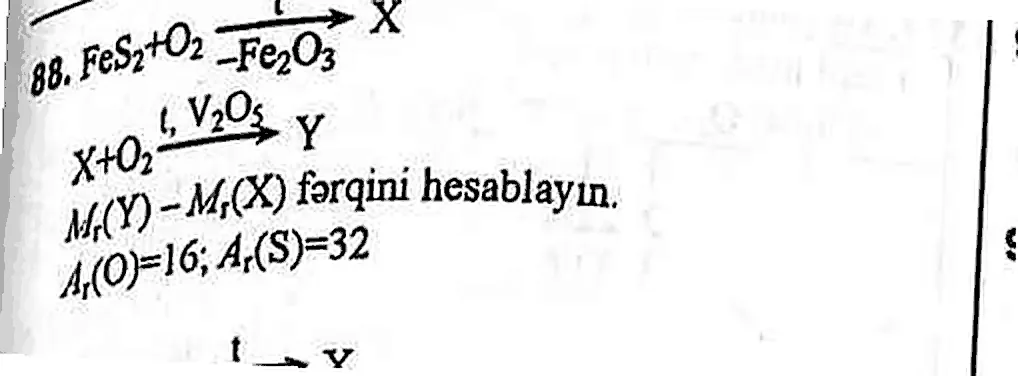 88. FeS₂+O₂ —t→ X
–Fe₂O₃
X+O₂ —t, V₂O₅→ Y
Mᵣ(Y) – Mᵣ(X) fərqini hesablayın.
Aᵣ(O)=16; Aᵣ(S)=32
t → X